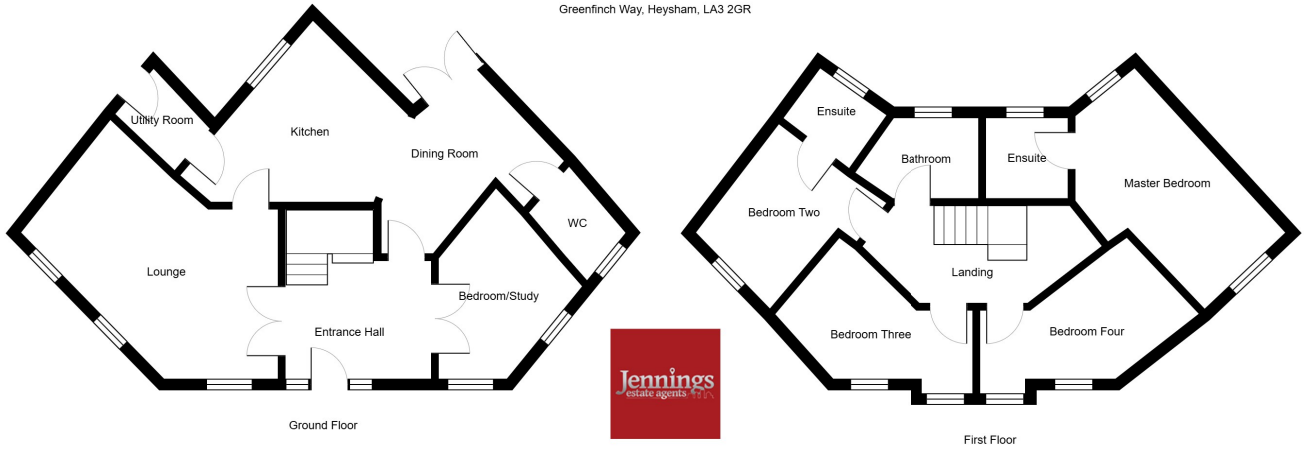 Greenfinch Way, Heysham, LA3 2GR
Utility Room
Kitchen
Dining Room
WC
Lounge
Bedroom/Study
Entrance Hall
Ground Floor
Jennings
estate agents
Ensuite
Bathroom
Ensuite
Master Bedroom
Bedroom Two
Landing
Bedroom Three
Bedroom Four
First Floor